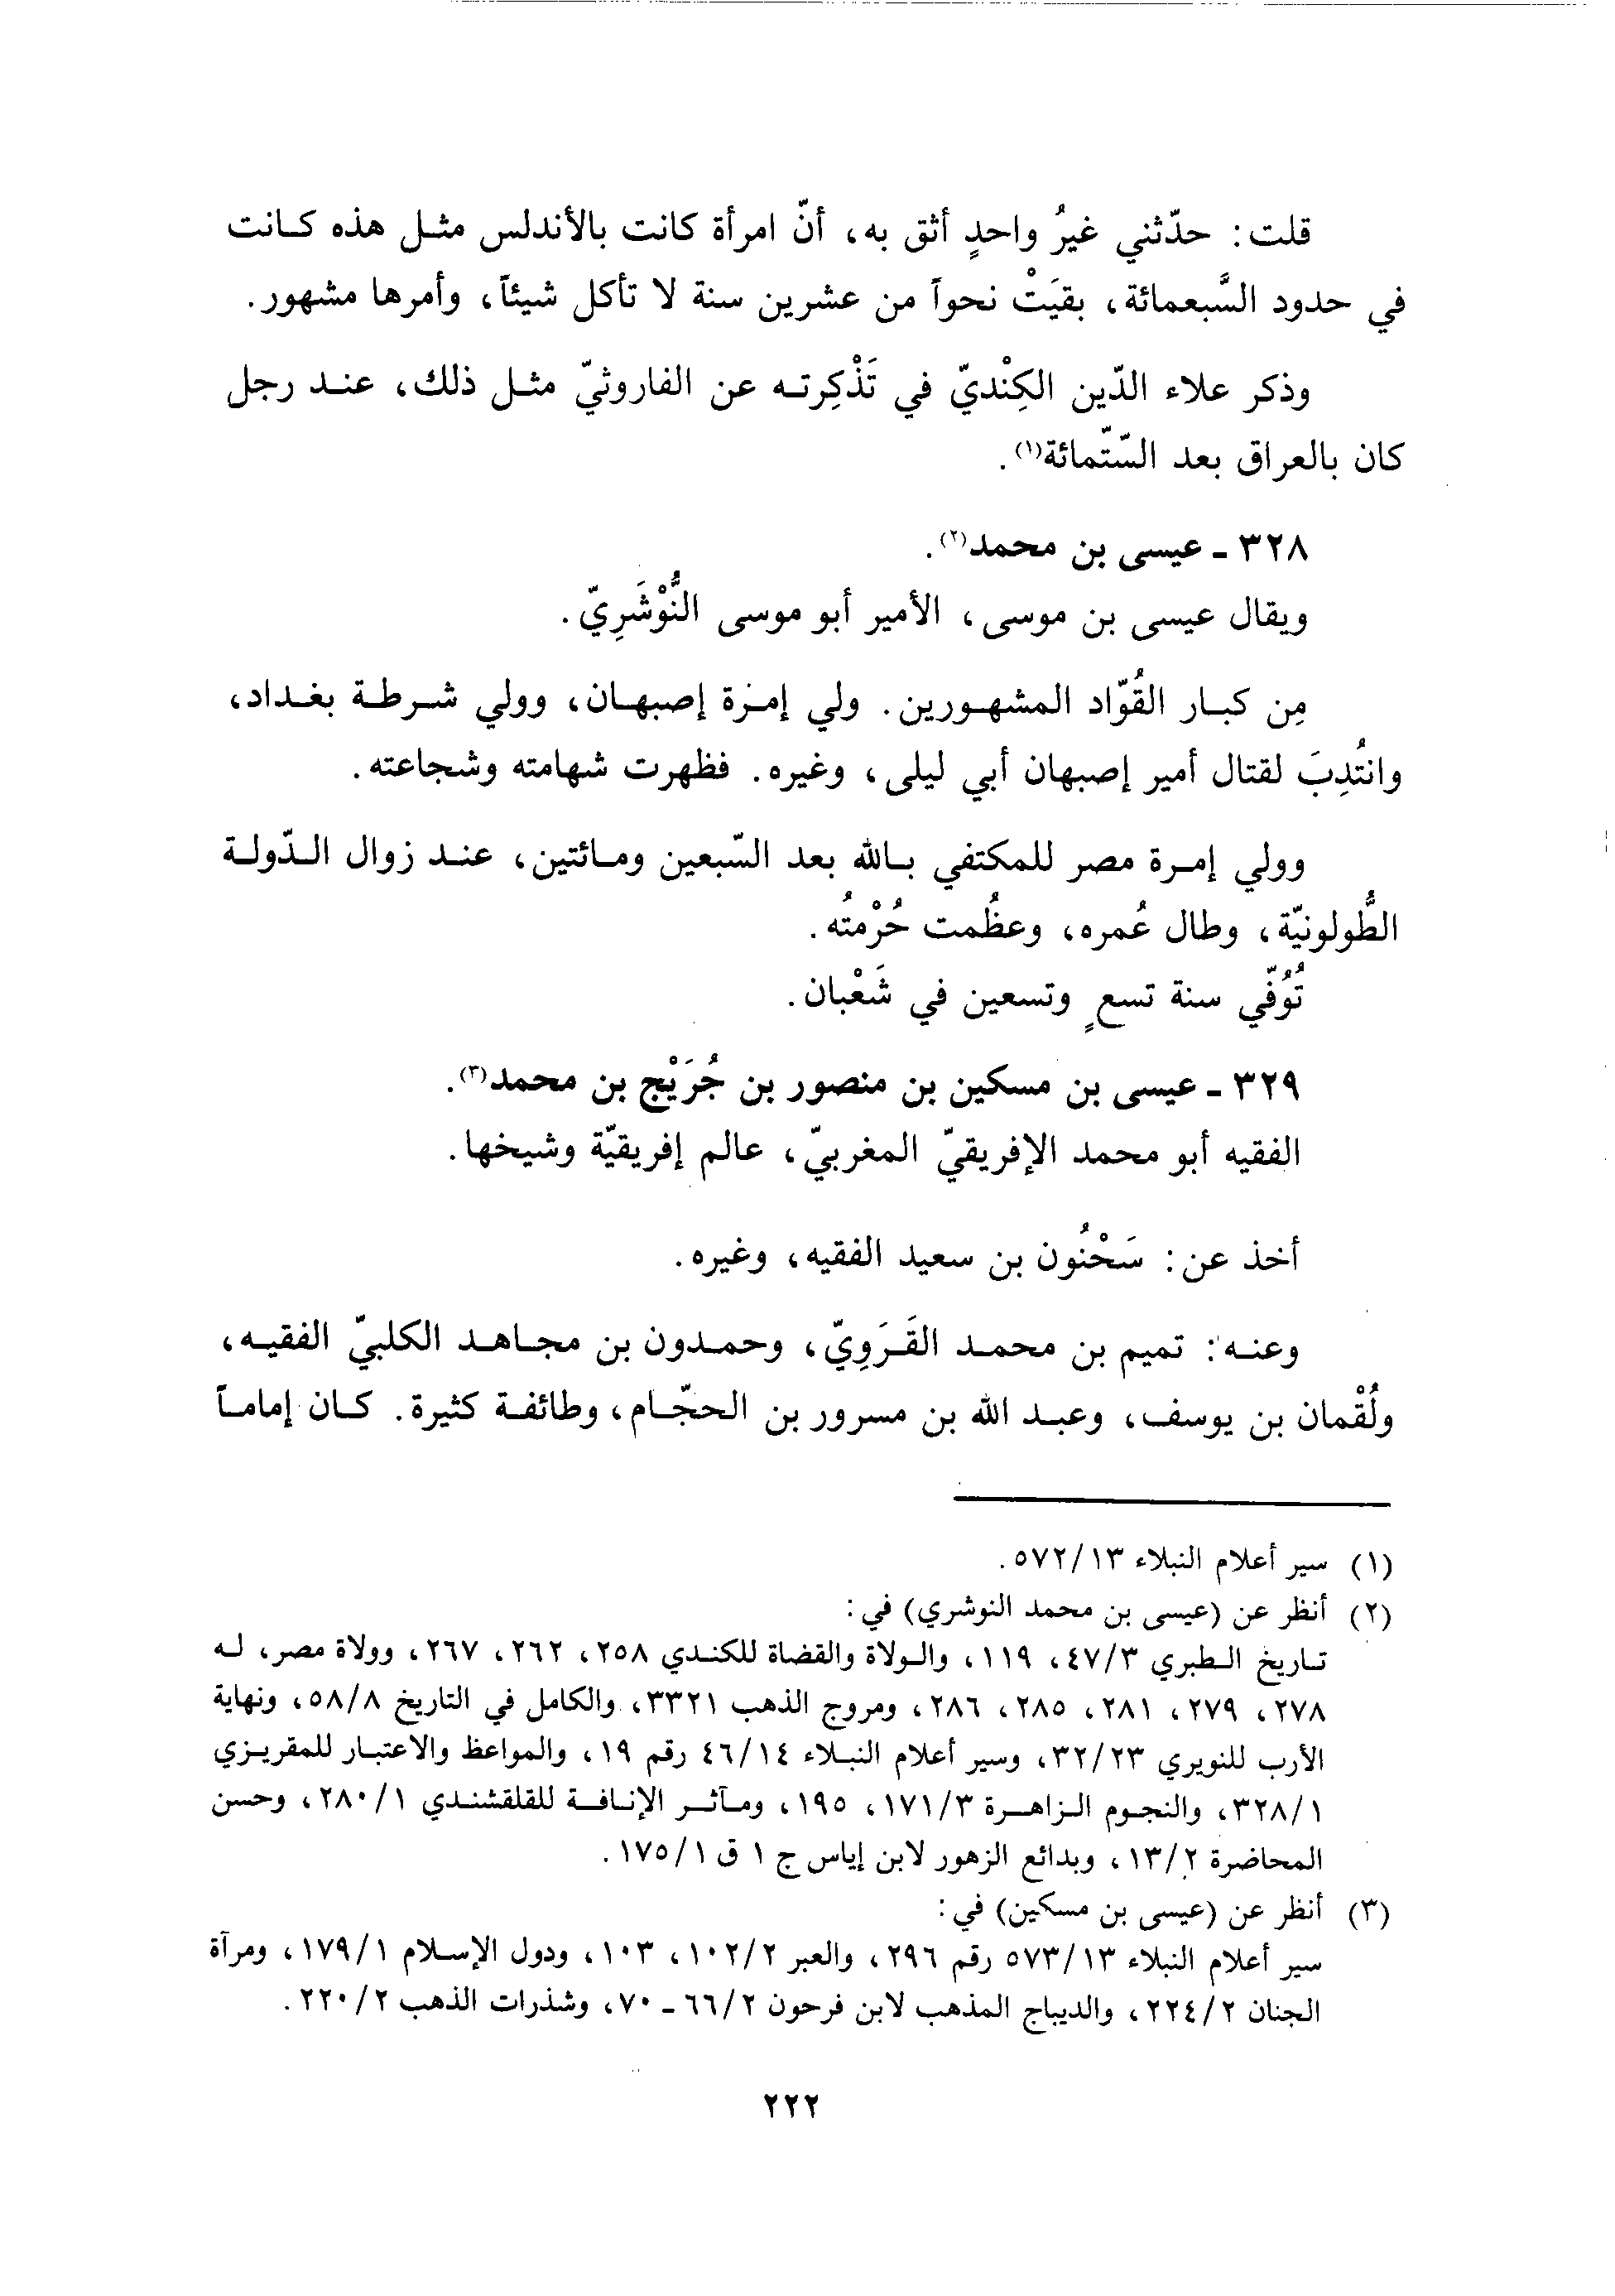 قلت: حدّثني غيرُ واحدٍ أثق به، أنّ امرأة كانت بالأندلس مثل هذه كانت
في حدود السَّبعمائة، بقيَتْ نحواً من عشرين سنة لا تأكل شيئاً، وأمرها مشهور.
وذكر علاء الدّين الكِنْديّ في تَذْكِرته عن الفاروثيّ مثل ذلك، عند رجل
كان بالعراق بعد السّتّمائة(١).
٣٢٨ ـ عيسى بن محمد(٢).
ويقال عيسى بن موسى، الأمير أبو موسى النُّوْشَرِيّ.
مِن كبار القُوّاد المشهورين. ولي إمرة إصبهان، وولي شرطة بغداد،
وانتُدِبَ لقتال أمير إصبهان أبي ليلى، وغيره. فظهرت شهامته وشجاعته.
وولي إمرة مصر للمكتفي بالله بعد السّبعين ومائتين، عند زوال الدّولة
الطُّولونيّة، وطال عُمره، وعظُمت حُرْمتُه.
تُوُفّي سنة تسعٍ وتسعين في شَعْبان.
٣٢٩ ـ عيسى بن مسكين بن منصور بن جُرَيْج بن محمد(٣).
الفقيه أبو محمد الإفريقيّ المغربيّ، عالم إفريقيّة وشيخها.
أخذ عن: سَحْنُون بن سعيد الفقيه، وغيره.
وعنه: تميم بن محمد القَرَوِيّ، وحمدون بن مجاهد الكلبيّ الفقيه،
ولُقْمان بن يوسف، وعبد الله بن مسرور بن الحجّام، وطائفة كثيرة. كان إماماً
(١) سير أعلام النبلاء ١٣/٥٧٢.
(٢) أنظر عن (عيسى بن محمد النوشري) في:
تاريخ الطبري ٤٧/٣، ١١٩، والولاة والقضاة للكندي ٢٥٨، ٢٦٢، ٢٦٧، وولاة مصر، له
٢٧٨، ٢٧٩، ٢٨١، ٢٨٥، ٢٨٦، ومروج الذهب ٣٣٢١، والكامل في التاريخ ٥٨/٨، ونهاية
الأرب للنويري ٣٢/٢٣، وسير أعلام النبلاء ٤٦/١٤ رقم ١٩، والمواعظ والاعتبار للمقريزي
٣٢٨/١، والنجوم الزاهرة ١٧١/٣، ١٩٥، ومآثر الإنافة للقلقشندي ٢٨٠/١، وحسن
المحاضرة ١٣/٢، وبدائع الزهور لابن إياس ج ١ ق ١٧٥/١.
(٣) أنظر عن (عيسى بن مسكين) في:
سير أعلام النبلاء ٥٧٣/١٣ رقم ٢٩٦، والعبر ١٠٢/٢، ١٠٣، ودول الإسلام ١٧٩/١، ومرآة
الجنان ٢٢٤/٢، والديباج المذهب لابن فرحون ٦٦/٢ ـ ٧٠، وشذرات الذهب ٢٢٠/٢.
٢٢٢